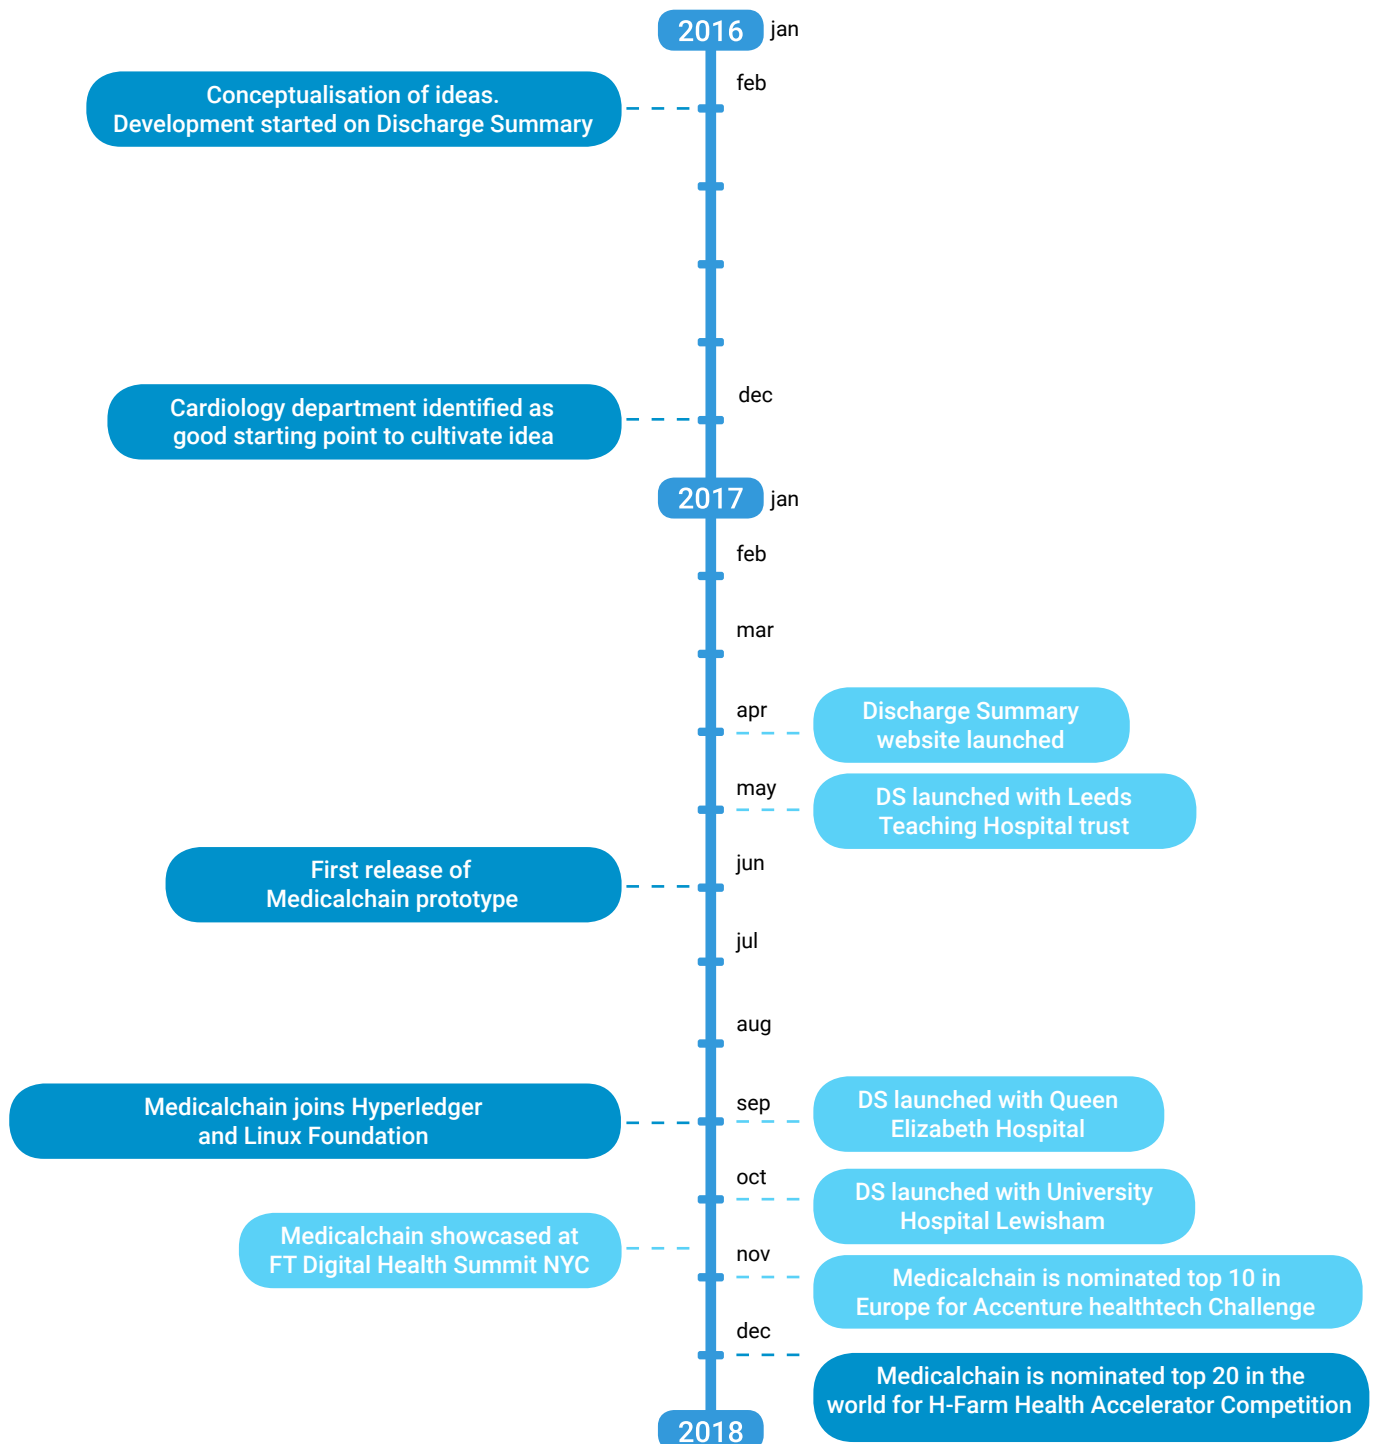 2016
jan
feb
Conceptualisation of ideas.
Development started on Discharge Summary
dec
Cardiology department identified as
good starting point to cultivate idea
2017
jan
feb
mar
apr
Discharge Summary
website launched
may
DS launched with Leeds
Teaching Hospital trust
jun
First release of
Medicalchain prototype
jul
aug
sep
Medicalchain joins Hyperledger
and Linux Foundation
DS launched with Queen
Elizabeth Hospital
oct
DS launched with University
Hospital Lewisham
Medicalchain showcased at
FT Digital Health Summit NYC
nov
Medicalchain is nominated top 10 in
Europe for Accenture healthtech Challenge
dec
Medicalchain is nominated top 20 in the
world for H-Farm Health Accelerator Competition
2018